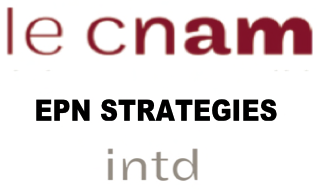 le cnam
EPN STRATEGIES
intd